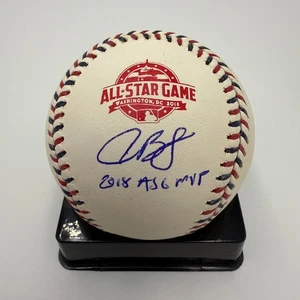 ALL-STAR GAME
WASHINGTON, DC 2018
2018 ASG MVP